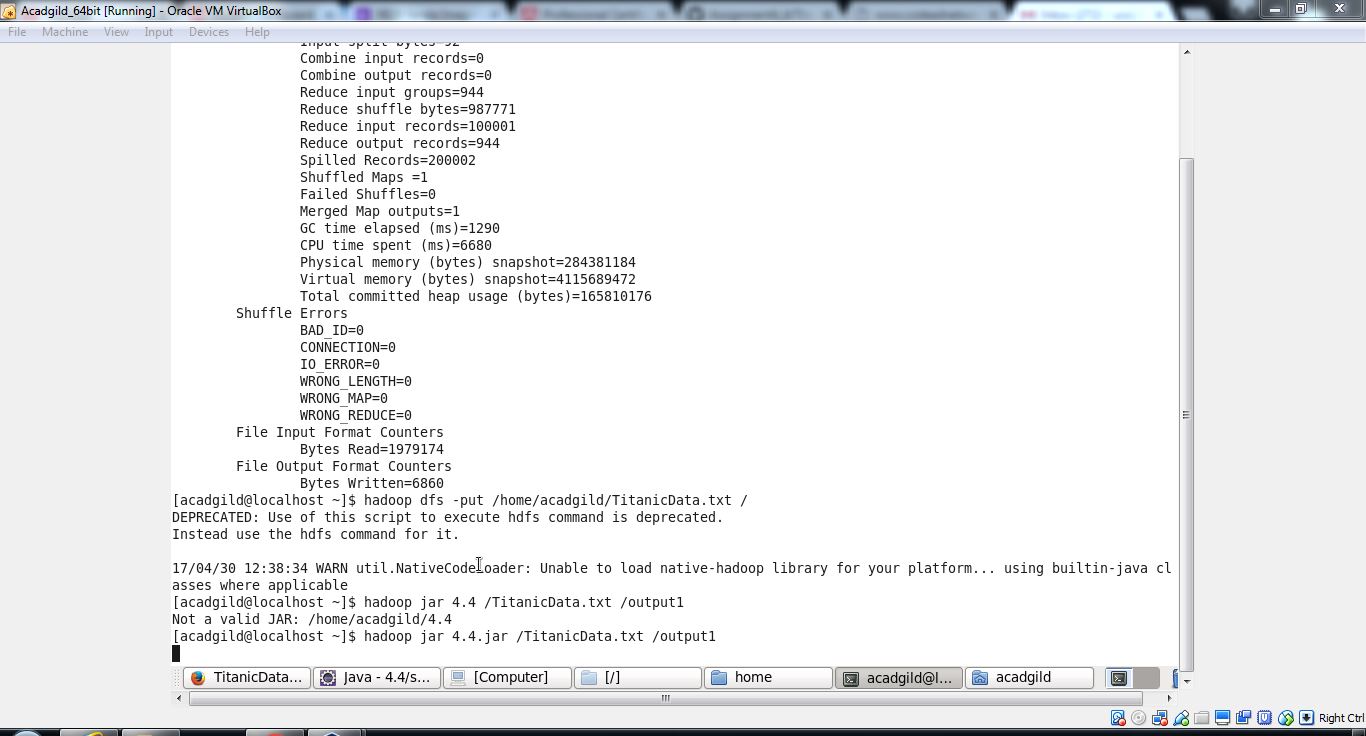 Acadgild_64bit [Running] - Oracle VM VirtualBox
File Machine View Input Devices Help
Input split bytes=92
Combine input records=0
Combine output records=0
Reduce input groups=944
Reduce shuffle bytes=987771
Reduce input records=100001
Reduce output records=944
Spilled Records=200002
Shuffled Maps =1
Failed Shuffles=0
Merged Map outputs=1
GC time elapsed (ms)=1290
CPU time spent (ms)=6680
Physical memory (bytes) snapshot=284381184
Virtual memory (bytes) snapshot=4115689472
Total committed heap usage (bytes)=165810176
Shuffle Errors
BAD_ID=0
CONNECTION=0
IO_ERROR=0
WRONG_LENGTH=0
WRONG_MAP=0
WRONG_REDUCE=0
File Input Format Counters
Bytes Read=1979174
File Output Format Counters
Bytes Written=6860
[acadgild@localhost ~]$ hadoop dfs -put /home/acadgild/TitanicData.txt /
DEPRECATED: Use of this script to execute hdfs command is deprecated.
Instead use the hdfs command for it.
17/04/30 12:38:34 WARN util.NativeCodeLoader: Unable to load native-hadoop library for your platform... using builtin-java cl
asses where applicable
[acadgild@localhost ~]$ hadoop jar 4.4 /TitanicData.txt /output1
Not a valid JAR: /home/acadgild/4.4
[acadgild@localhost ~]$ hadoop jar 4.4.jar /TitanicData.txt /output1
TitanicData... Java - 4.4/s... [Computer] [/] home acadgild@l... acadgild
Right Ctrl